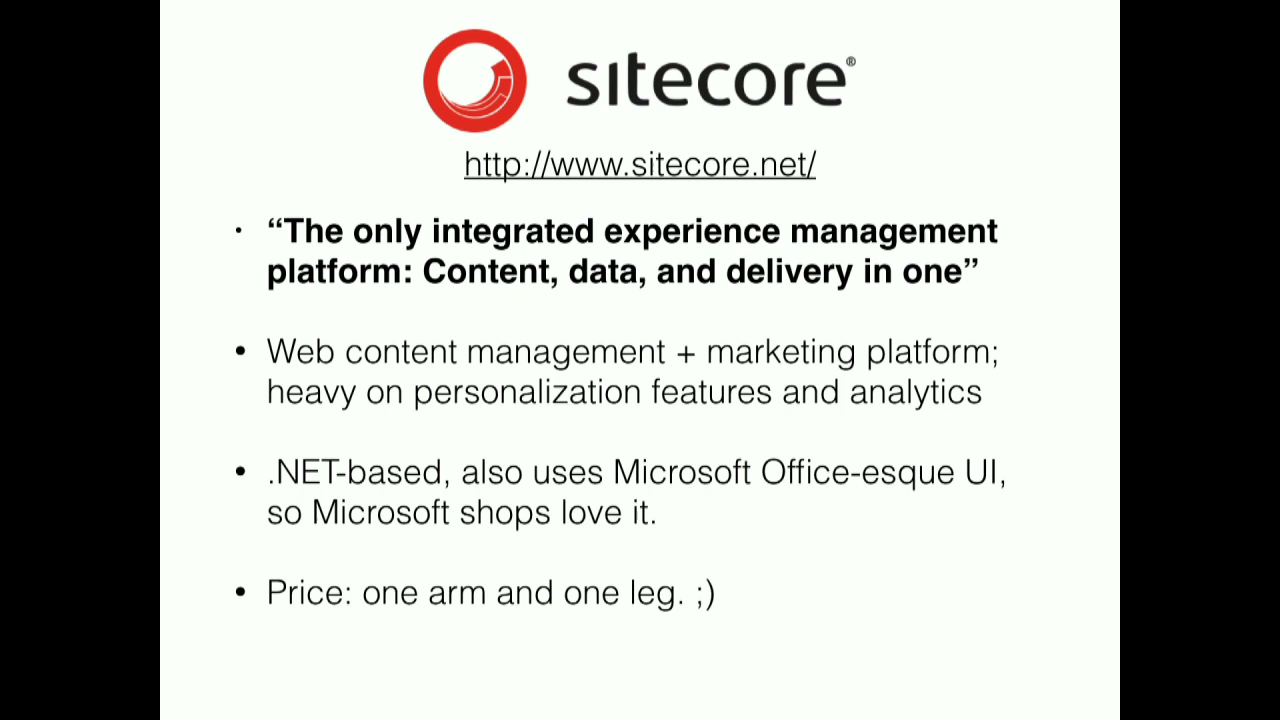 sitecore®
http://www.sitecore.net/
• “The only integrated experience management
platform: Content, data, and delivery in one”
• Web content management + marketing platform;
heavy on personalization features and analytics
• .NET-based, also uses Microsoft Office-esque UI,
so Microsoft shops love it.
• Price: one arm and one leg. ;)